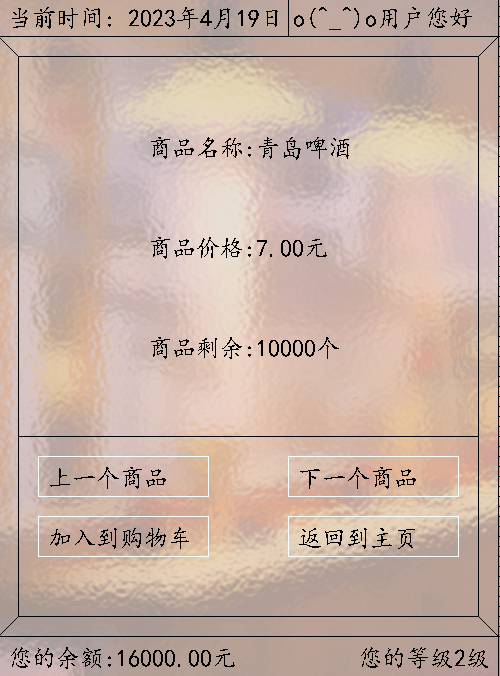 当前时间: 2023年4月19日 o(^_^)o用户您好
商品名称:青岛啤酒
商品价格:7.00元
商品剩余:10000个
上一个商品 下一个商品
加入到购物车 返回到主页
您的余额:16000.00元 您的等级2级